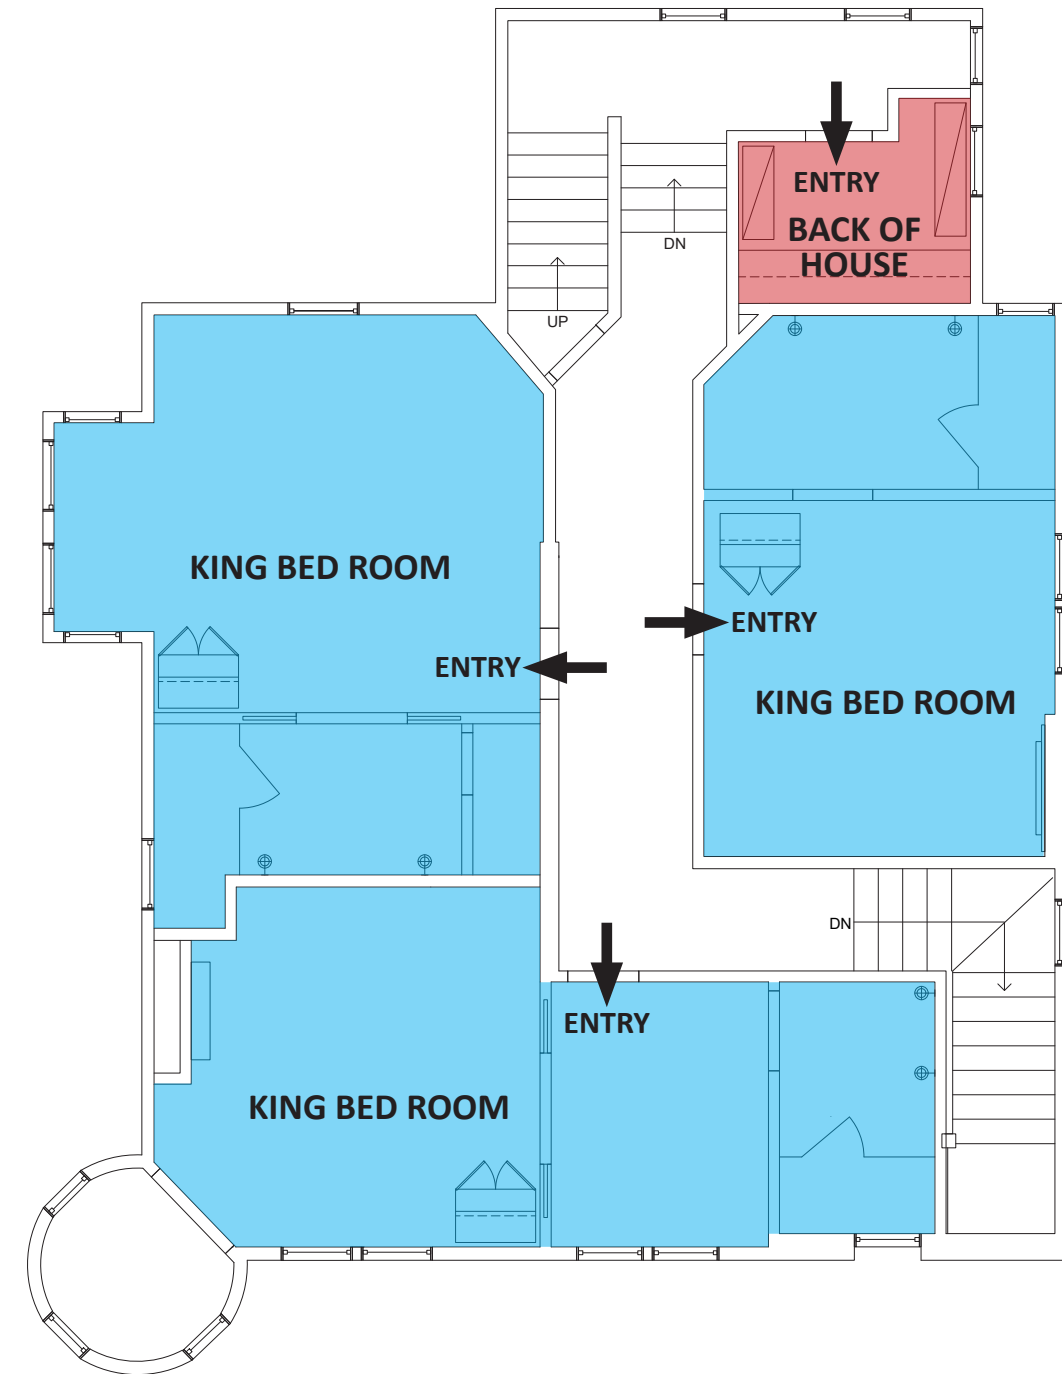 ENTRY
BACK OF
HOUSE
DN
UP
KING BED ROOM
ENTRY
ENTRY
KING BED ROOM
DN
ENTRY
KING BED ROOM